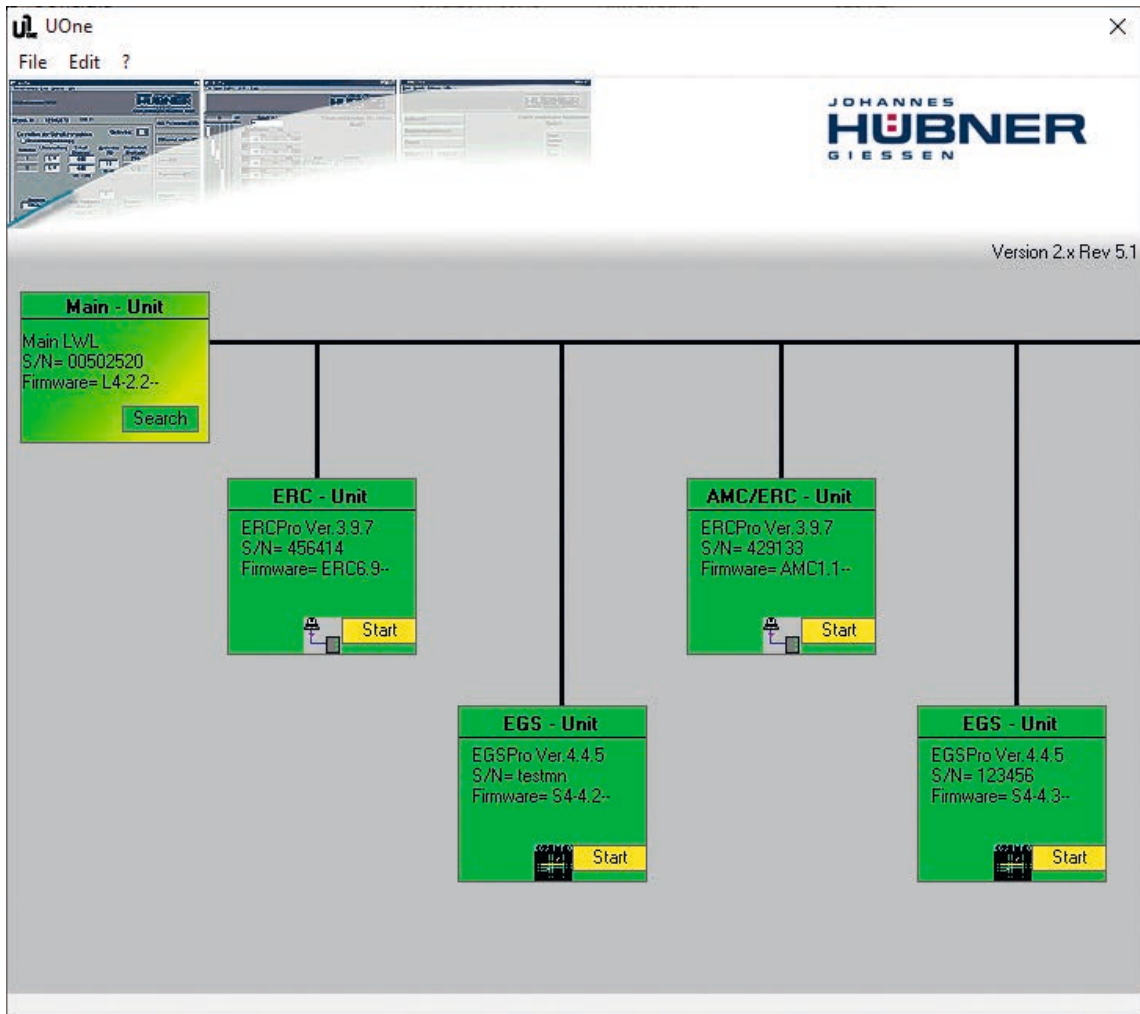 UOne
File Edit ?
JOHANNES
HÜBNER
GIESSEN
Version 2.x Rev 5.1
Main - Unit
Main LWL
S/N= 00502520
Firmware= L4-2.2--
Search
ERC - Unit
ERCPro Ver.3.9.7
S/N= 456414
Firmware= ERC6.9--
Start
AMC/ERC - Unit
ERCPro Ver.3.9.7
S/N= 429133
Firmware= AMC1.1--
Start
EGS - Unit
EGSPro Ver.4.4.5
S/N= testmn
Firmware= S4-4.2--
Start
EGS - Unit
EGSPro Ver.4.4.5
S/N= 123456
Firmware= S4-4.3--
Start